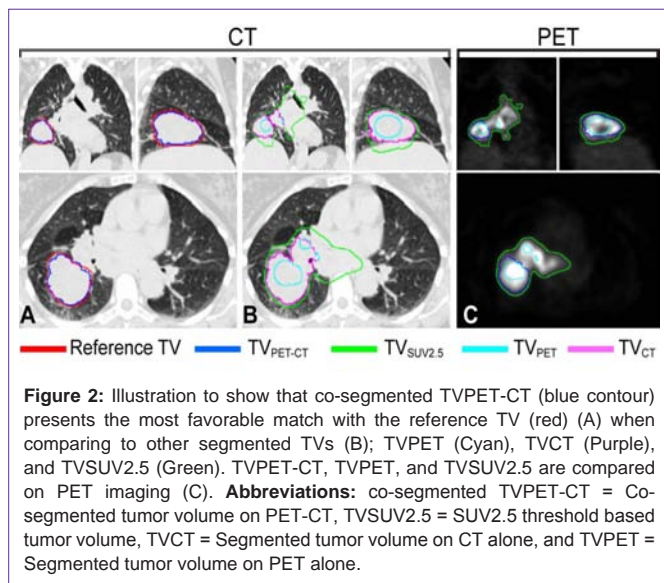 CT PET
A B C
Reference TV TVPET-CT TVSUV2.5 TVPET TVCT
Figure 2: Illustration to show that co-segmented TVPET-CT (blue contour)
presents the most favorable match with the reference TV (red) (A) when
comparing to other segmented TVs (B); TVPET (Cyan), TVCT (Purple),
and TVSUV2.5 (Green). TVPET-CT, TVPET, and TVSUV2.5 are compared
on PET imaging (C). Abbreviations: co-segmented TVPET-CT = Co-
segmented tumor volume on PET-CT, TVSUV2.5 = SUV2.5 threshold based
tumor volume, TVCT = Segmented tumor volume on CT alone, and TVPET =
Segmented tumor volume on PET alone.